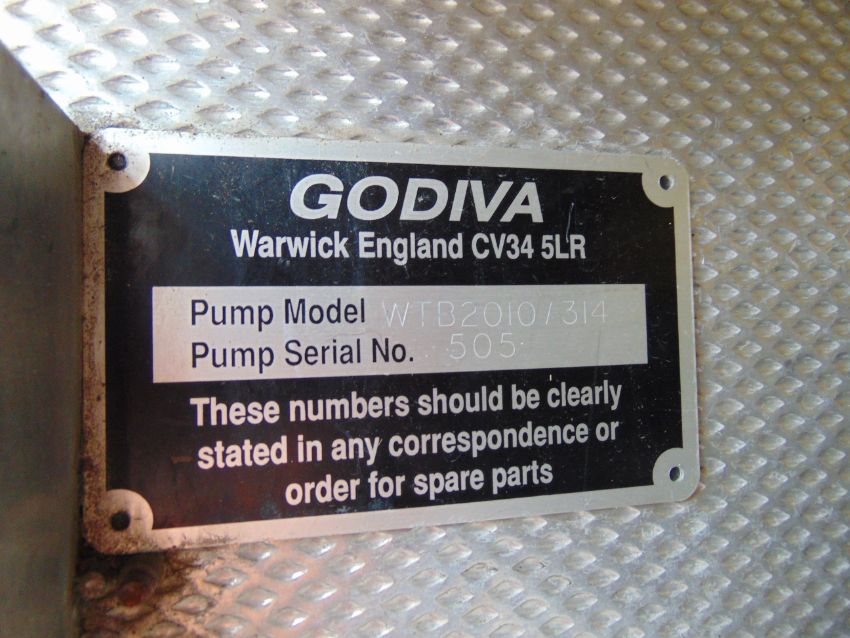 GODIVA
Warwick England CV34 5LR
Pump Model WTB2010/314
Pump Serial No. 505
These numbers should be clearly
stated in any correspondence or
order for spare parts